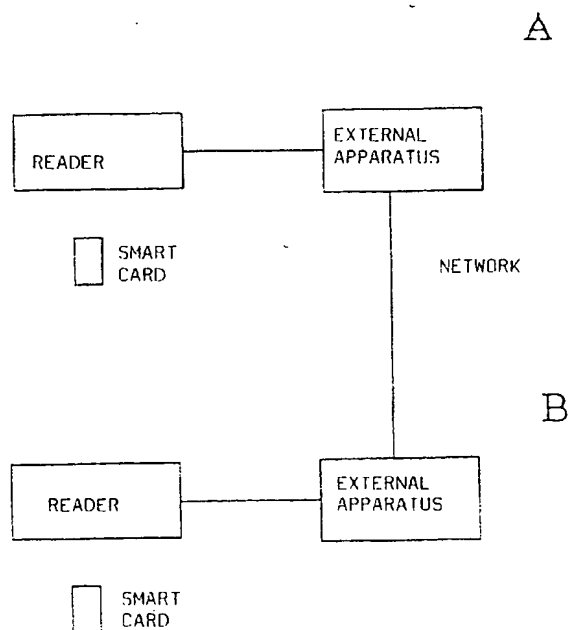 A
READER
EXTERNAL
APPARATUS
SMART
CARD
NETWORK
B
READER
EXTERNAL
APPARATUS
SMART
CARD